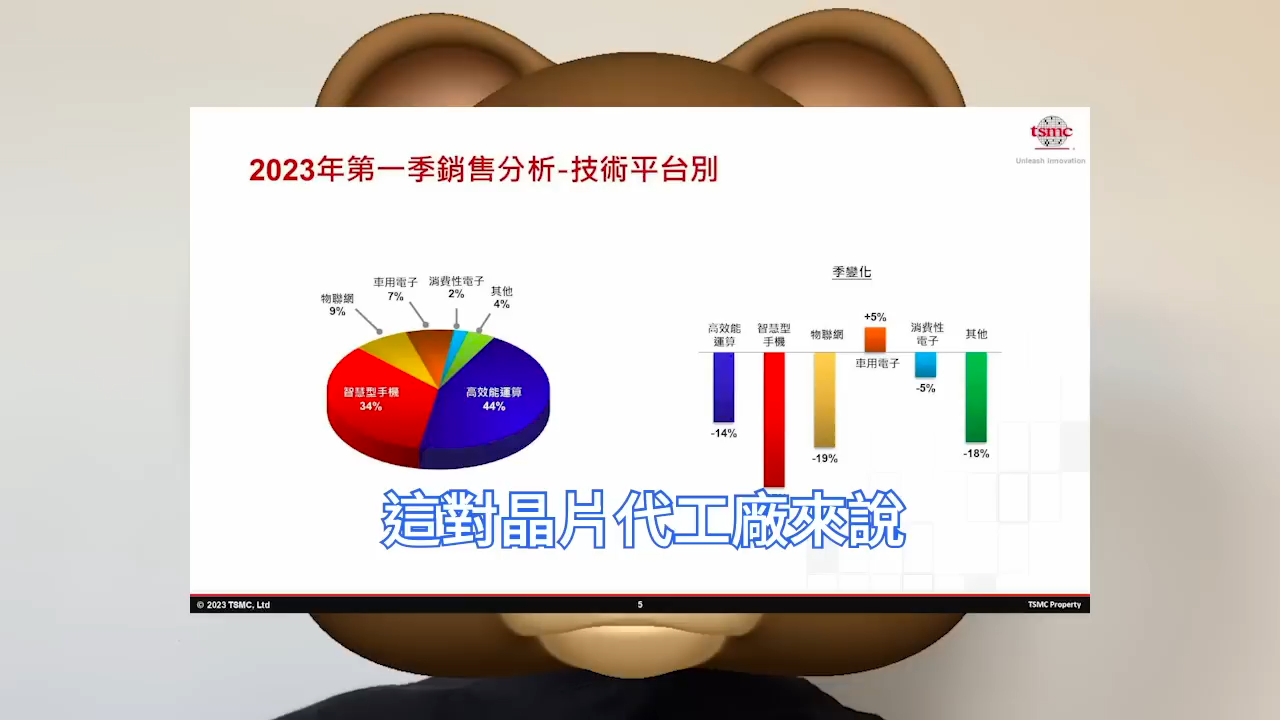 tsmc
Unleash Innovation
2023年第一季銷售分析-技術平台別
物聯網
9%
車用電子
7%
消費性電子
2%
其他
4%
智慧型手機
34%
高效能運算
44%
季變化
高效能
運算
-14%
智慧型
手機
物聯網
-19%
+5%
車用電子
消費性
電子
-5%
其他
-18%
這對晶片代工廠來說
© 2023 TSMC, Ltd
5
TSMC Property